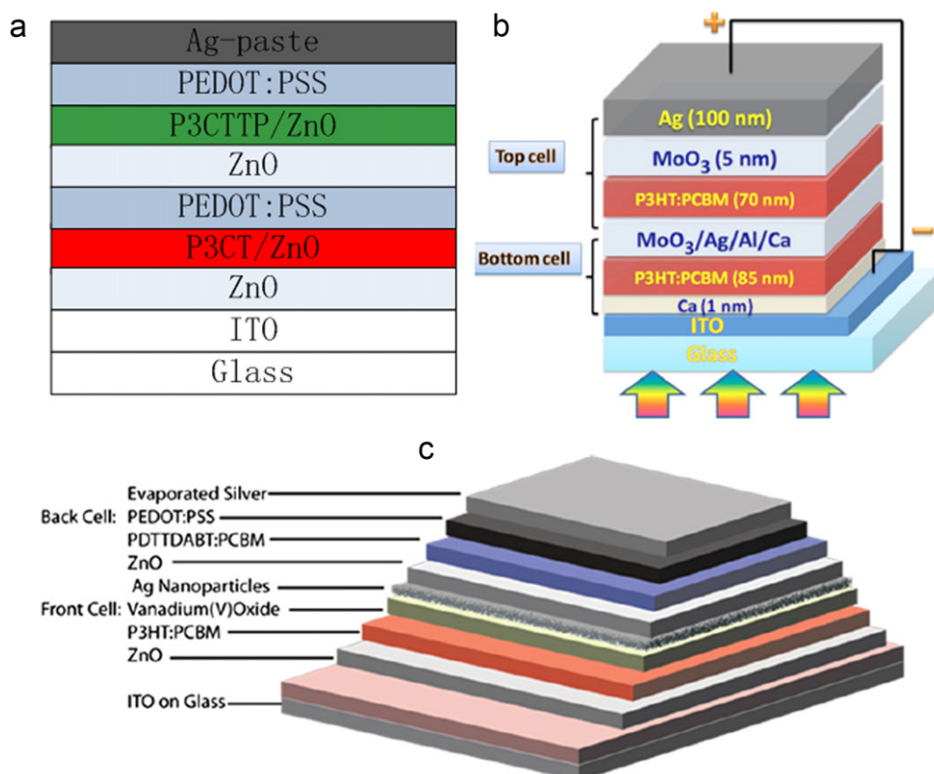 a
Ag-paste
PEDOT:PSS
P3CTTP/ZnO
ZnO
PEDOT:PSS
P3CT/ZnO
ZnO
ITO
Glass
b
+
Ag (100 nm)
Top cell
MoO₃ (5 nm)
P3HT:PCBM (70 nm)
MoO₃/Ag/Al/Ca
Bottom cell
P3HT:PCBM (85 nm)
Ca (1 nm)
ITO
Glass
−
c
Evaporated Silver
Back Cell: PEDOT:PSS
PDTTDABT:PCBM
ZnO
Ag Nanoparticles
Front Cell: Vanadium(V)Oxide
P3HT:PCBM
ZnO
ITO on Glass